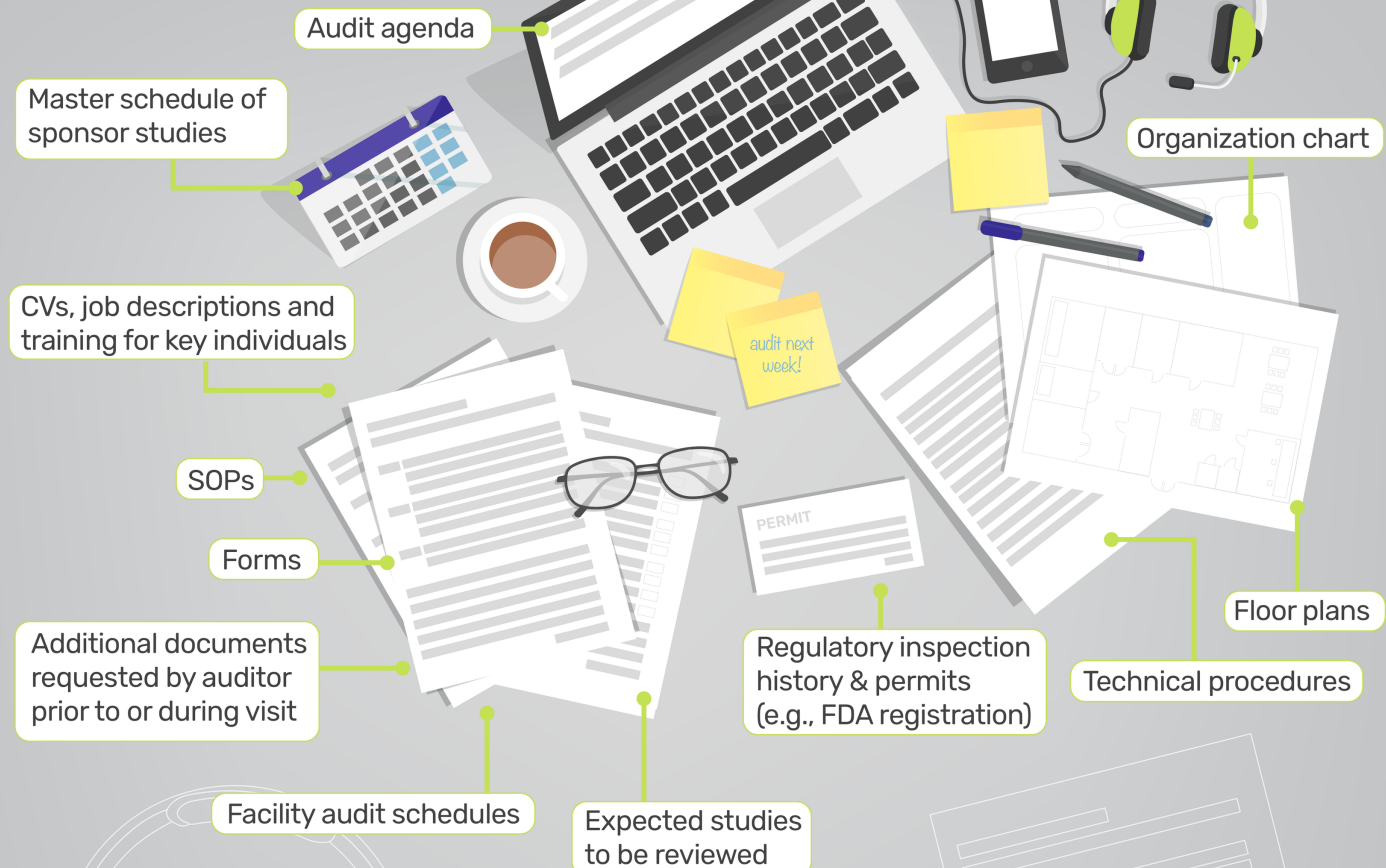 Audit agenda
Master schedule of
sponsor studies
Organization chart
CVs, job descriptions and
training for key individuals
audit next
week!
SOPs
PERMIT
Forms
Floor plans
Additional documents
requested by auditor
prior to or during visit
Regulatory inspection
history & permits
(e.g., FDA registration)
Technical procedures
Facility audit schedules
Expected studies
to be reviewed